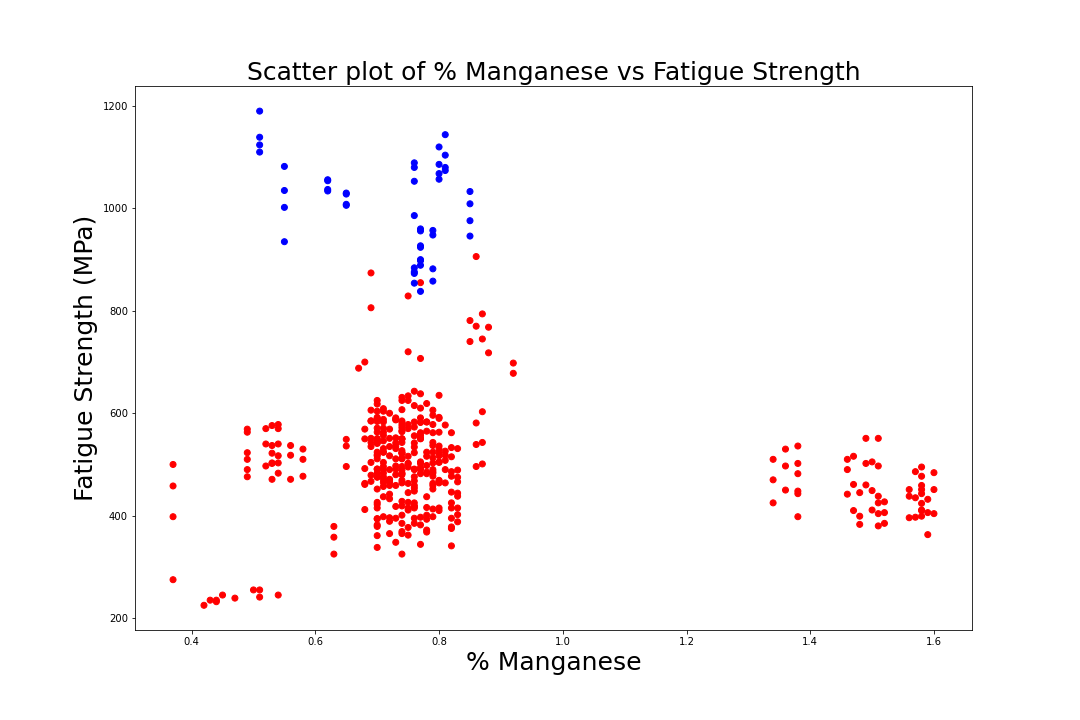 Scatter plot of % Manganese vs Fatigue Strength
Fatigue Strength (MPa)
1200
1000
800
600
400
200
0.4 0.6 0.8 1.0 1.2 1.4 1.6
% Manganese